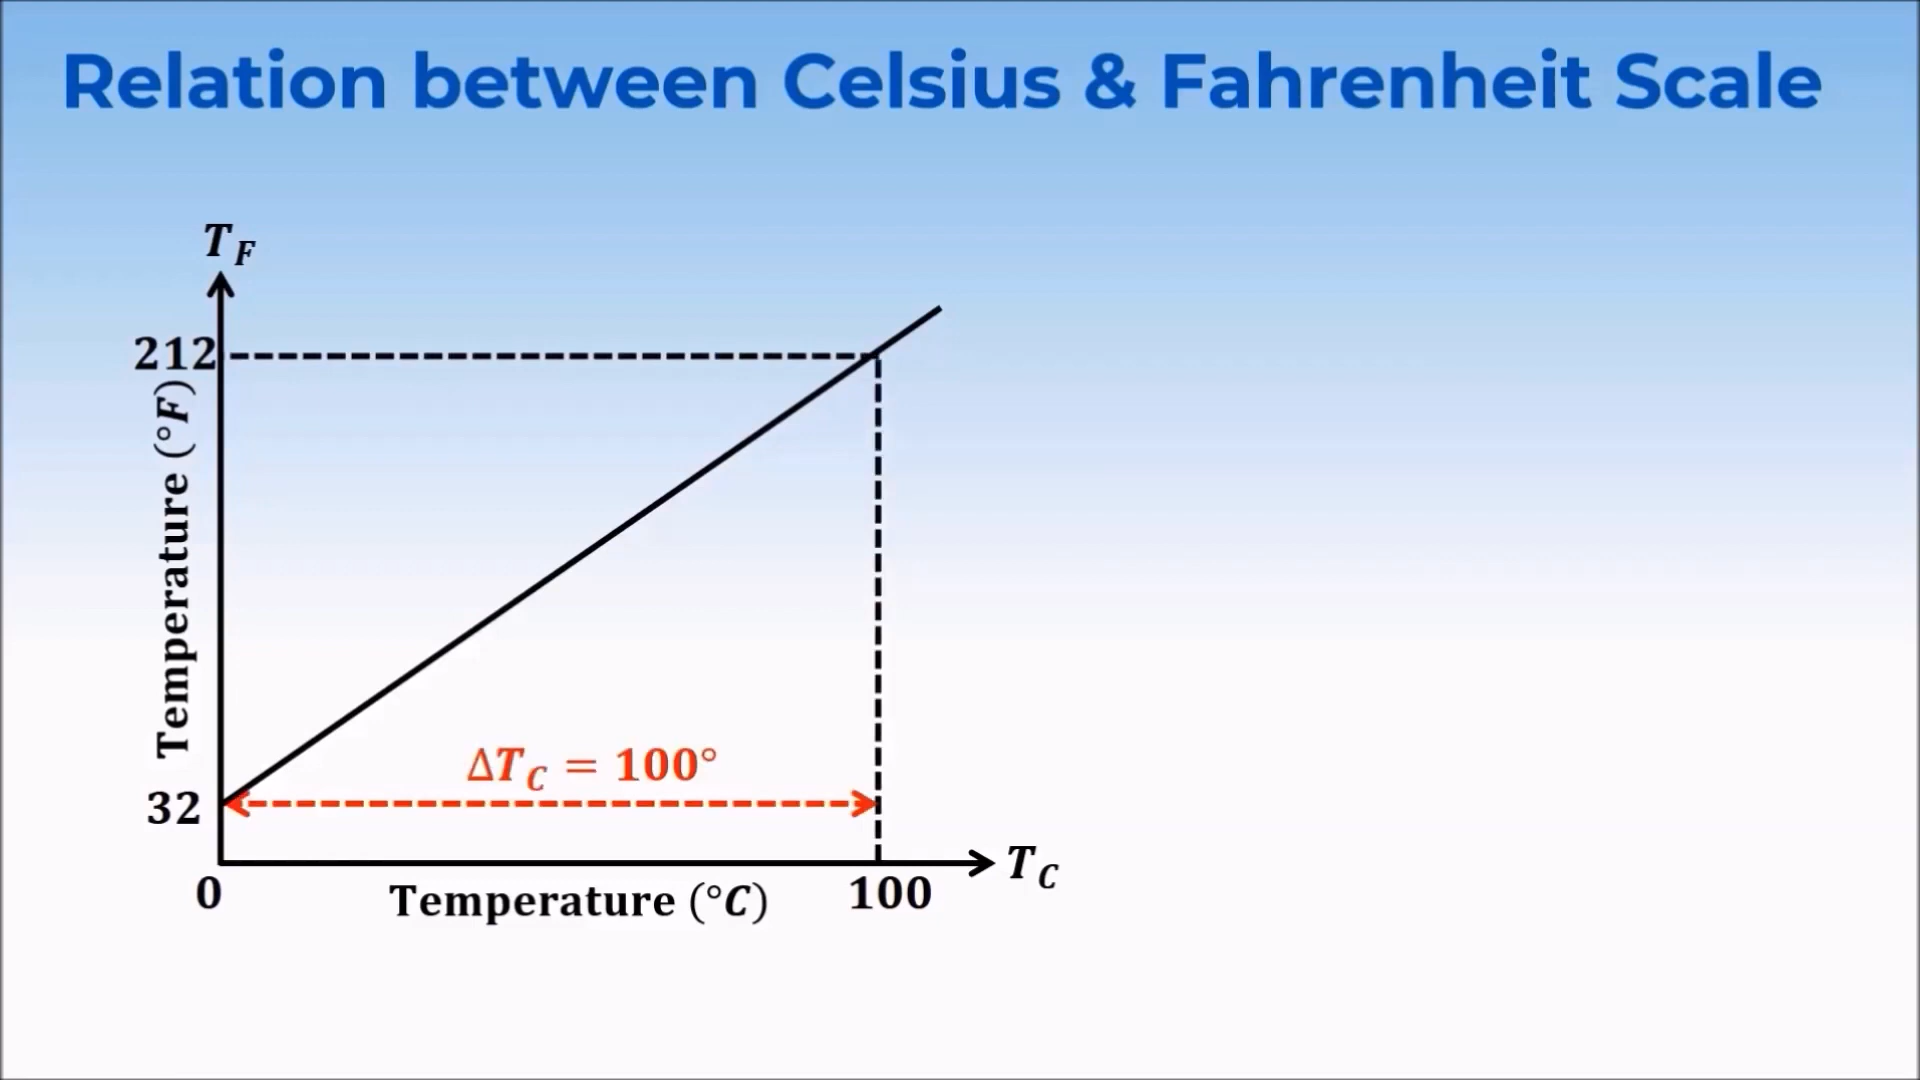 Relation between Celsius & Fahrenheit Scale
T_F
212
Temperature (°F)
ΔT_C = 100°
32
T_C
0
Temperature (°C)
100